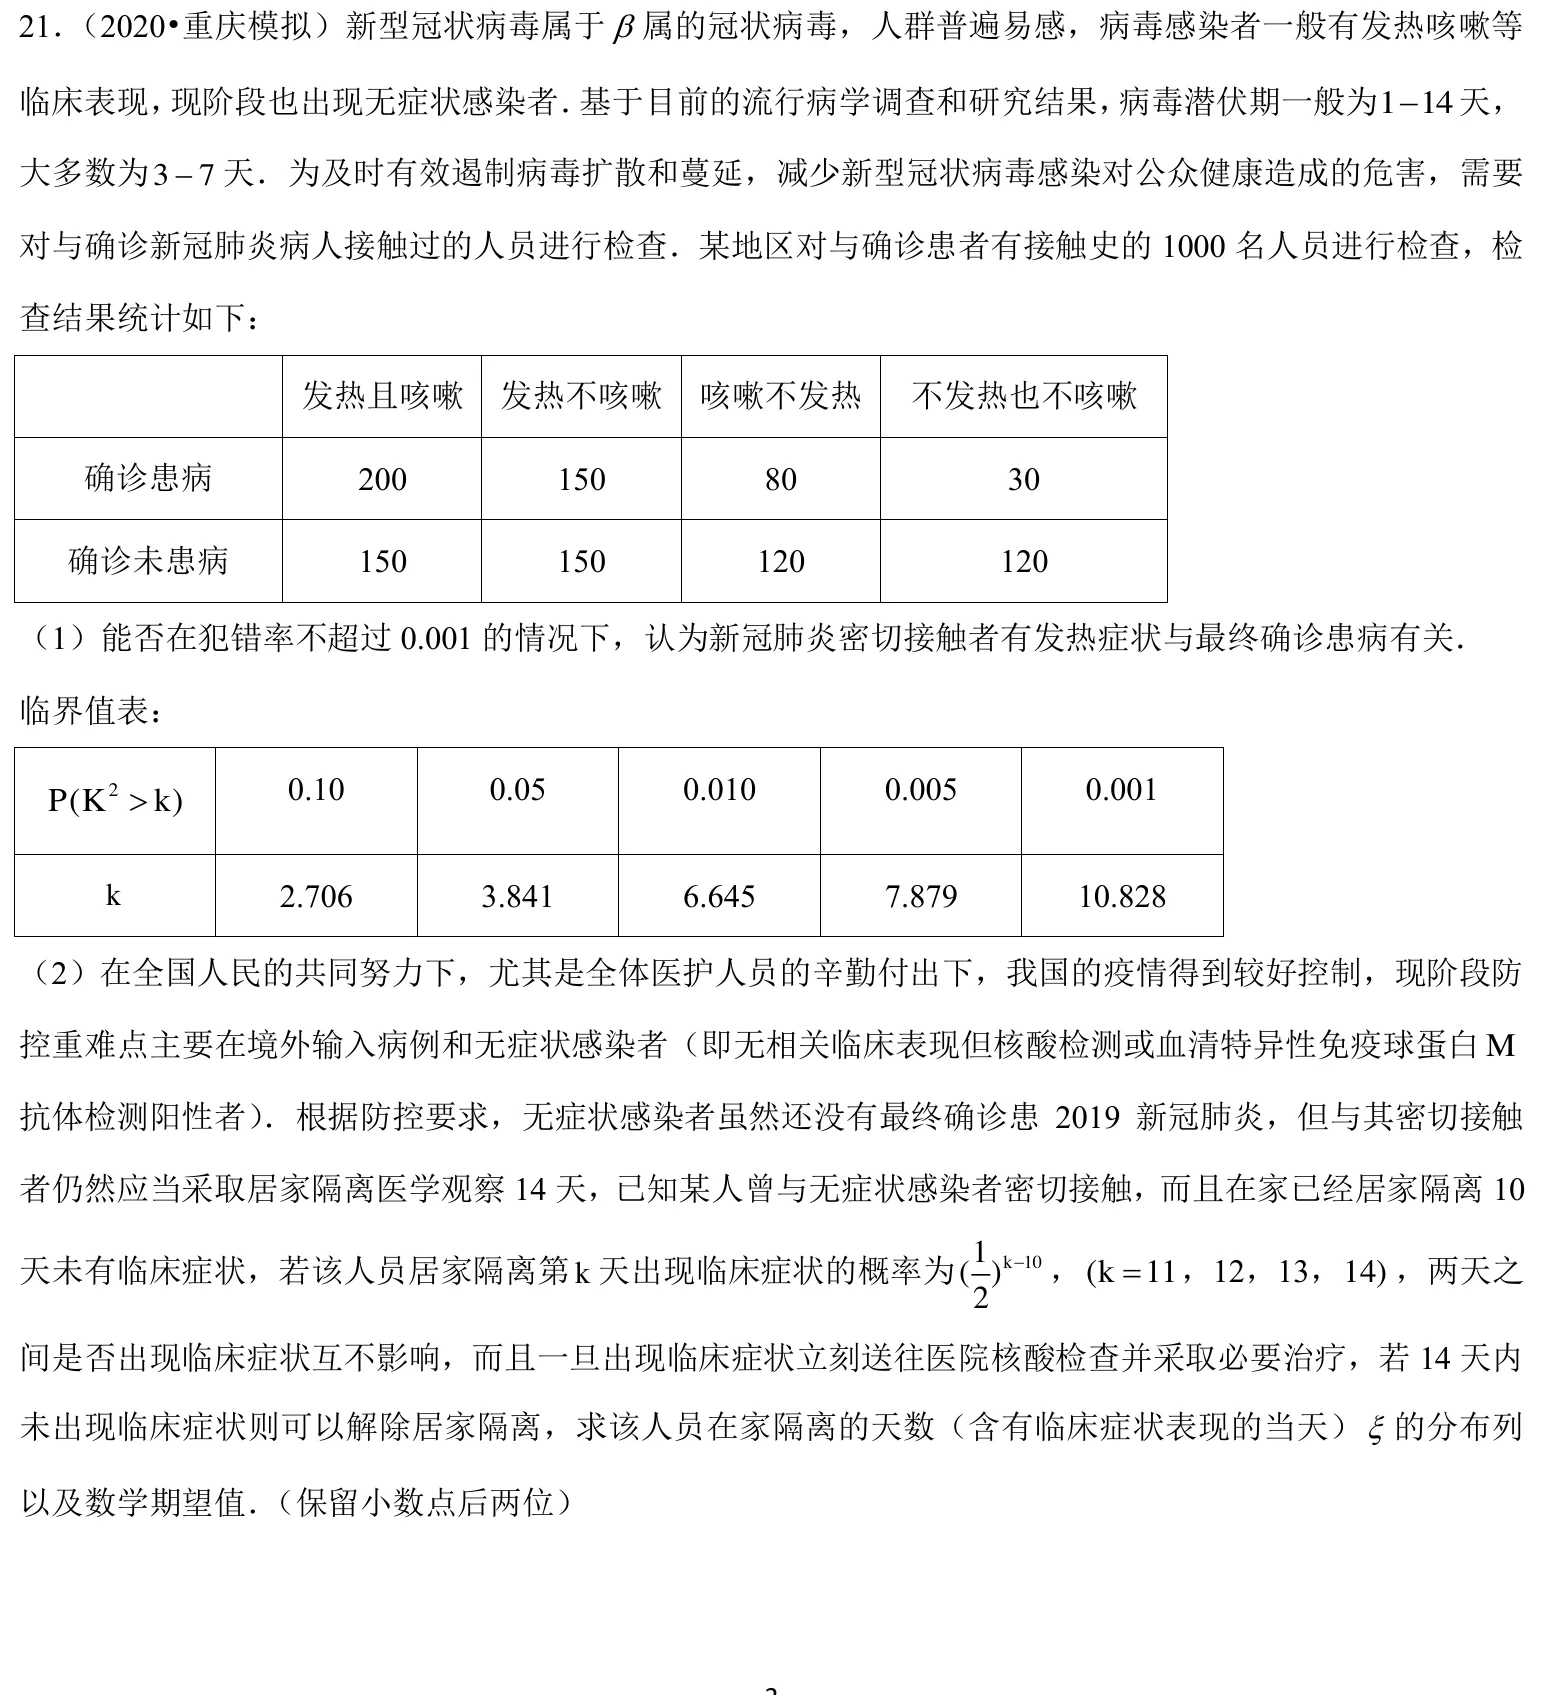 21.（2020•重庆模拟）新型冠状病毒属于β属的冠状病毒，人群普遍易感，病毒感染者一般有发热咳嗽等
临床表现，现阶段也出现无症状感染者．基于目前的流行病学调查和研究结果，病毒潜伏期一般为1−14天，
大多数为3−7天．为及时有效遏制病毒扩散和蔓延，减少新型冠状病毒感染对公众健康造成的危害，需要
对与确诊新冠肺炎病人接触过的人员进行检查．某地区对与确诊患者有接触史的1000名人员进行检查，检
查结果统计如下：
发热且咳嗽 发热不咳嗽 咳嗽不发热 不发热也不咳嗽
确诊患病 200 150 80 30
确诊未患病 150 150 120 120
（1）能否在犯错率不超过0.001的情况下，认为新冠肺炎密切接触者有发热症状与最终确诊患病有关．
临界值表：
P(K²>k) 0.10 0.05 0.010 0.005 0.001
k 2.706 3.841 6.645 7.879 10.828
（2）在全国人民的共同努力下，尤其是全体医护人员的辛勤付出下，我国的疫情得到较好控制，现阶段防
控重难点主要在境外输入病例和无症状感染者（即无相关临床表现但核酸检测或血清特异性免疫球蛋白M
抗体检测阳性者）．根据防控要求，无症状感染者虽然还没有最终确诊患 2019 新冠肺炎，但与其密切接触
者仍然应当采取居家隔离医学观察14天，已知某人曾与无症状感染者密切接触，而且在家已经居家隔离10
天未有临床症状，若该人员居家隔离第k天出现临床症状的概率为(1/2)^(k−10)，(k=11，12，13，14)，两天之
间是否出现临床症状互不影响，而且一旦出现临床症状立刻送往医院核酸检查并采取必要治疗，若14天内
未出现临床症状则可以解除居家隔离，求该人员在家隔离的天数（含有临床症状表现的当天）ξ的分布列
以及数学期望值．（保留小数点后两位）